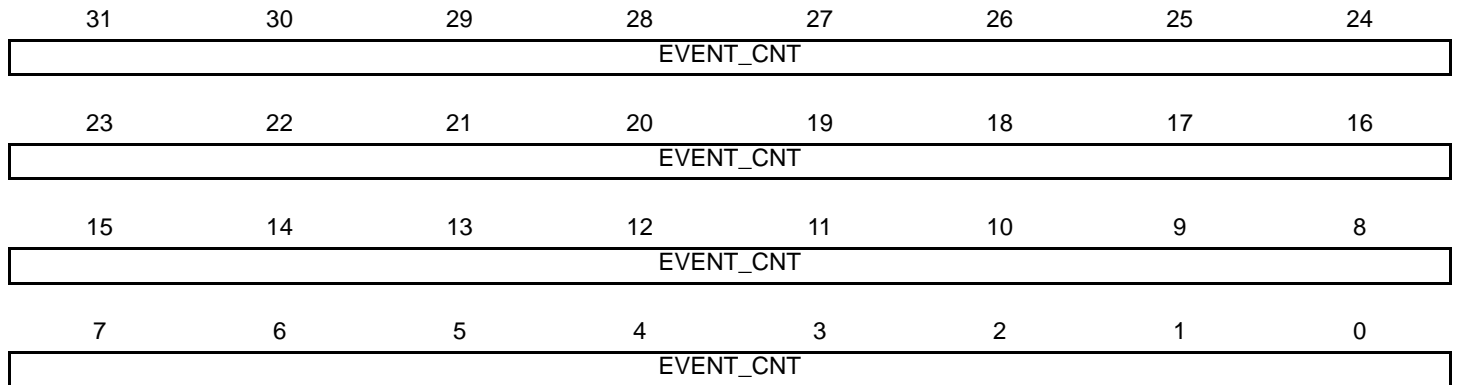 31 30 29 28 27 26 25 24
EVENT_CNT
23 22 21 20 19 18 17 16
EVENT_CNT
15 14 13 12 11 10 9 8
EVENT_CNT
7 6 5 4 3 2 1 0
EVENT_CNT